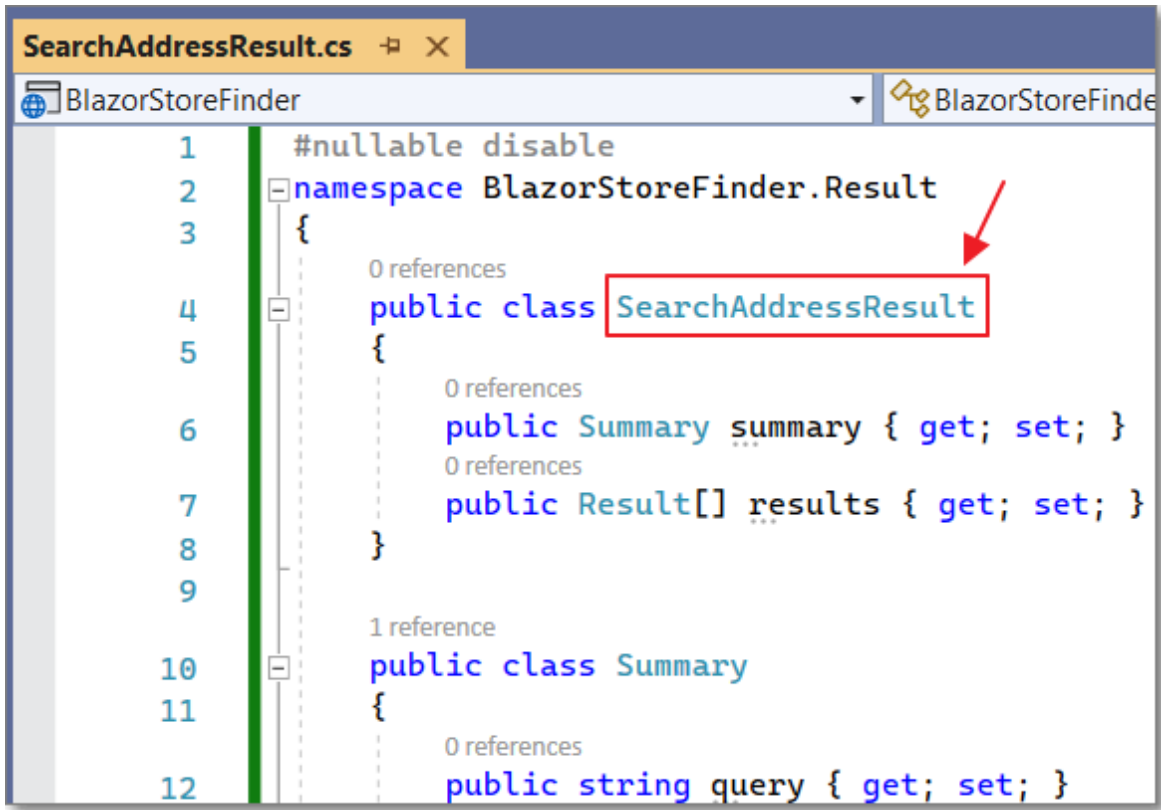 SearchAddressResult.cs
BlazorStoreFinder BlazorStoreFinde
1 #nullable disable
2 namespace BlazorStoreFinder.Result
3 {
0 references
4 public class SearchAddressResult
5 {
0 references
6 public Summary summary { get; set; }
0 references
7 public Result[] results { get; set; }
8 }
9
1 reference
10 public class Summary
11 {
0 references
12 public string query { get; set; }